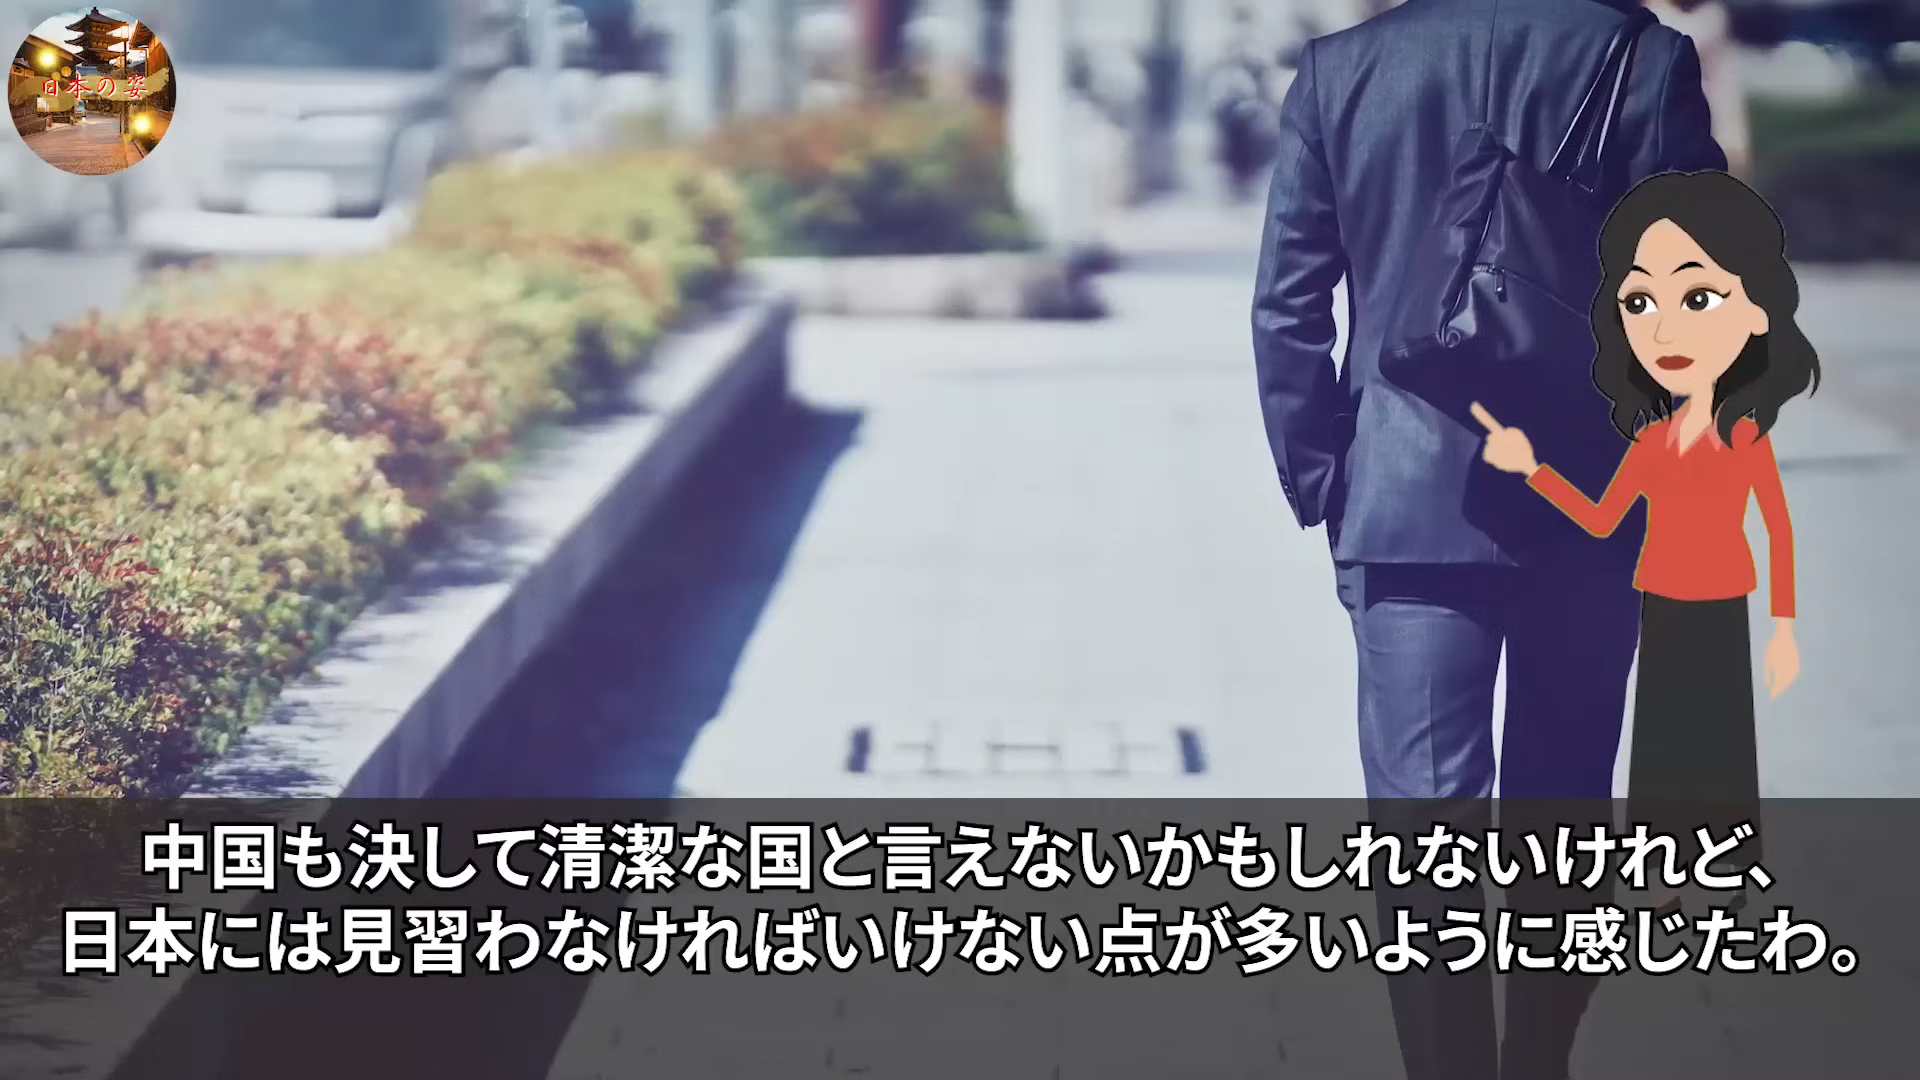 日本の姿
中国も決して清潔な国と言えないかもしれないけれど、
日本には見習わなければいけない点が多いように感じたわ。